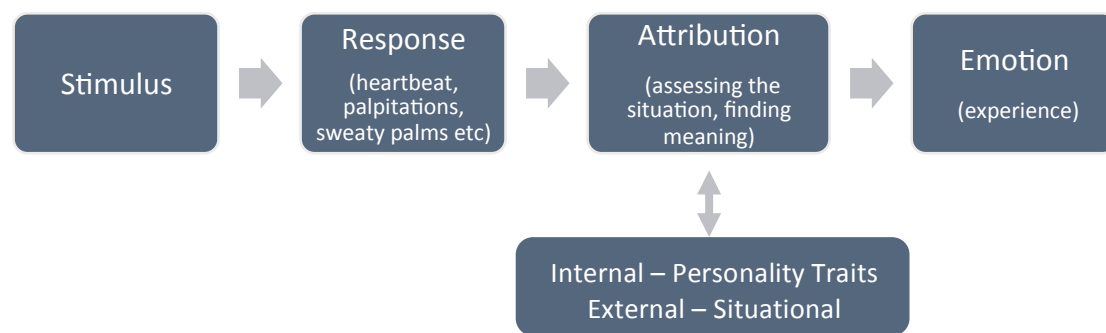 Stimulus
Response
(heartbeat,
palpitations,
sweaty palms etc)
Attribution
(assessing the
situation, finding
meaning)
Emotion
(experience)
Internal – Personality Traits
External – Situational